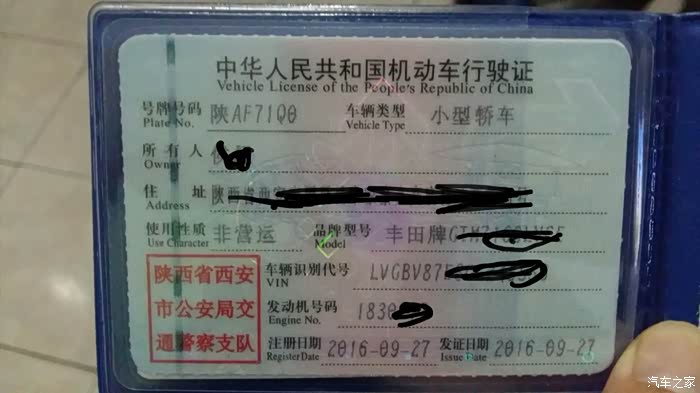 中华人民共和国机动车行驶证
Vehicle License of the People's Republic of China
号牌号码 陕AF71Q0 车辆类型 小型轿车
Plate No. Vehicle Type
所有人
Owner
住址 陕西省西安
Address
使用性质 非营运 品牌型号 丰田牌
Use Character Model
车辆识别代号 LVGBV87
VIN
发动机号码 1830
Engine No.
陕西省西安
市公安局交
通警察支队
注册日期 2016-09-27 发证日期 2016-09-27
Register Date Issue Date
汽车之家